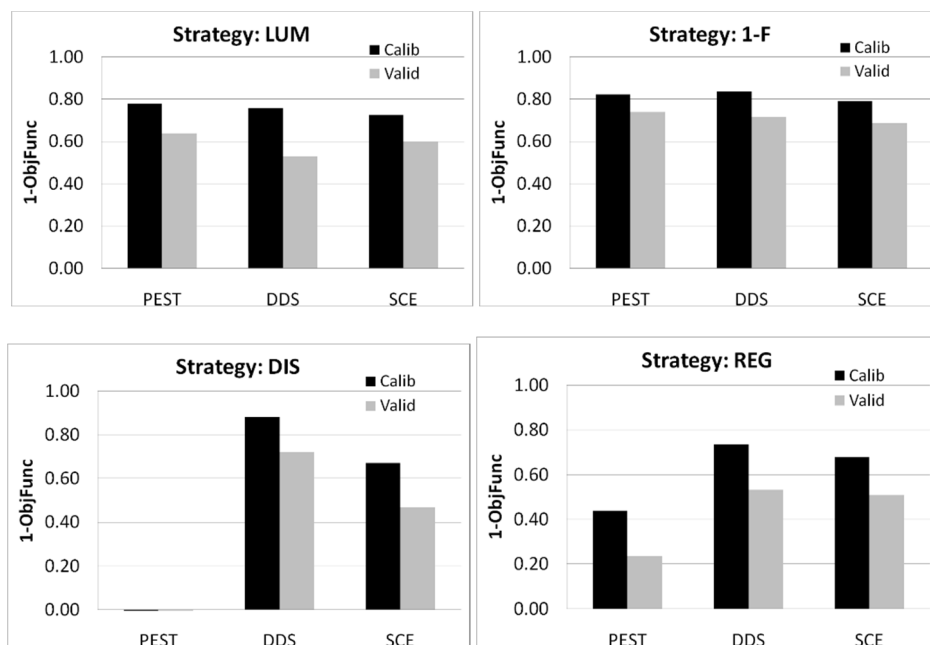 Strategy: LUM
Calib
Valid
1.00
0.80
0.60
0.40
0.20
0.00
1-ObjFunc
PEST DDS SCE
Strategy: 1-F
Calib
Valid
1.00
0.80
0.60
0.40
0.20
0.00
1-ObjFunc
PEST DDS SCE
Strategy: DIS
Calib
Valid
1.00
0.80
0.60
0.40
0.20
0.00
1-ObjFunc
PEST DDS SCE
Strategy: REG
Calib
Valid
1.00
0.80
0.60
0.40
0.20
0.00
1-ObjFunc
PEST DDS SCE